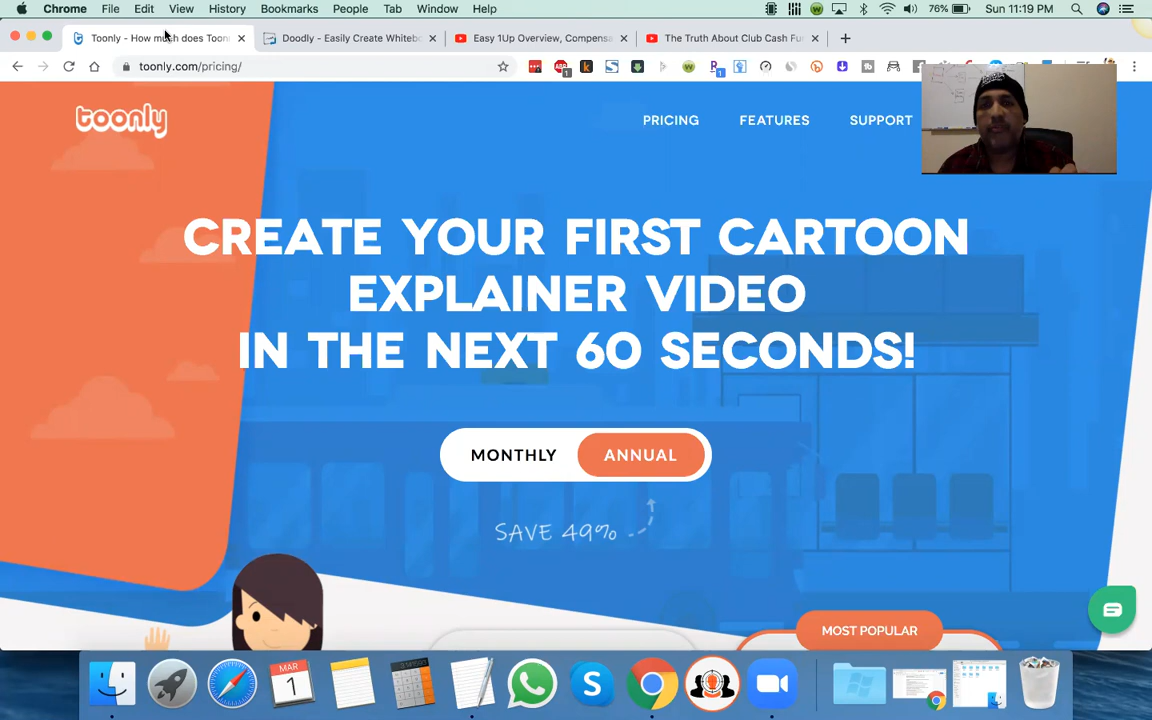 Chrome File Edit View History Bookmarks People Tab Window Help 76% Sun 11:19 PM
Toonly - How much does Toon Doodly - Easily Create Whitebo Easy 1Up Overview, Compensa The Truth About Club Cash Fu
toonly.com/pricing/
toonly
PRICING FEATURES SUPPORT
CREATE YOUR FIRST CARTOON
EXPLAINER VIDEO
IN THE NEXT 60 SECONDS!
MONTHLY ANNUAL
SAVE 49%
MOST POPULAR
MAR
1